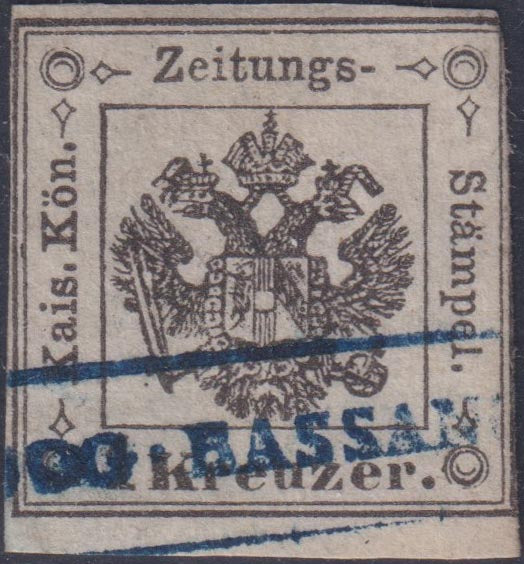 Zeitungs-
Kais. Kön.
Stämpel.
Kreuzer.
BASSAN